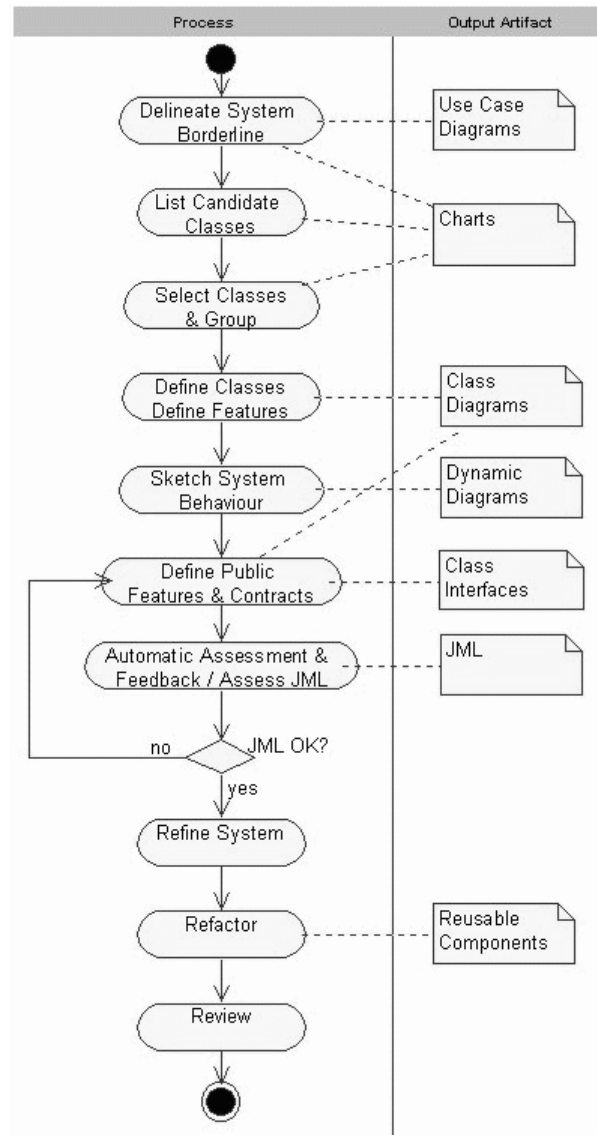 Process
Output Artifact
Delineate System
Borderline
Use Case
Diagrams
List Candidate
Classes
Charts
Select Classes
& Group
Define Classes
Define Features
Class
Diagrams
Sketch System
Behaviour
Dynamic
Diagrams
Define Public
Features & Contracts
Class
Interfaces
Automatic Assessment &
Feedback / Assess JML
JML
no
JML OK?
yes
Refine System
Refactor
Reusable
Components
Review